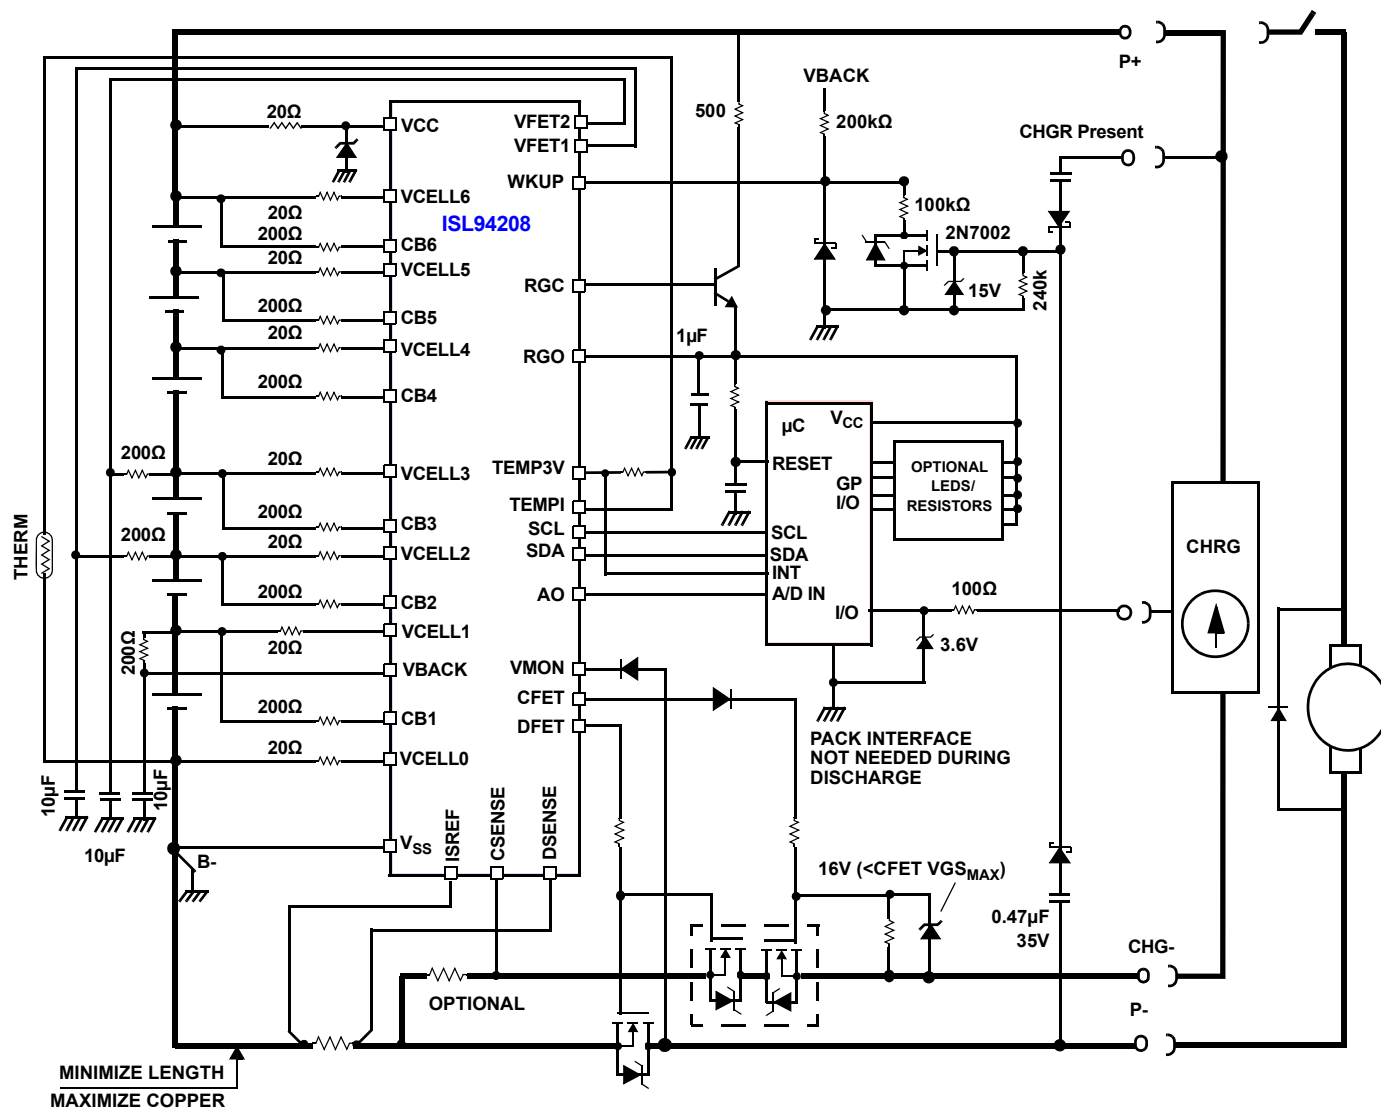 P+
VBACK
20Ω
500
200kΩ
CHGR Present
VCC
VFET2
VFET1
VCELL6
WKUP
20Ω
ISL94208
100kΩ
2N7002
200Ω
CB6
20Ω
VCELL5
RGC
15V
240k
200Ω
CB5
20Ω
VCELL4
1µF
RGO
200Ω
CB4
µC
VCC
200Ω
20Ω
VCELL3
TEMP3V
RESET
OPTIONAL
LEDS/
RESISTORS
GP
I/O
TEMPI
200Ω
CB3
SCL
SCL
THERM
200Ω
20Ω
VCELL2
SDA
SDA
INT
CHRG
200Ω
CB2
AO
A/D IN
100Ω
I/O
VCELL1
20Ω
200Ω
3.6V
VBACK
VMON
CFET
200Ω
CB1
DFET
PACK INTERFACE
NOT NEEDED DURING
DISCHARGE
20Ω
VCELL0
10µF
10µF
10µF
ISREF
CSENSE
DSENSE
VSS
B-
16V (<CFET VGSMAX)
0.47µF
35V
CHG-
OPTIONAL
P-
MINIMIZE LENGTH
MAXIMIZE COPPER